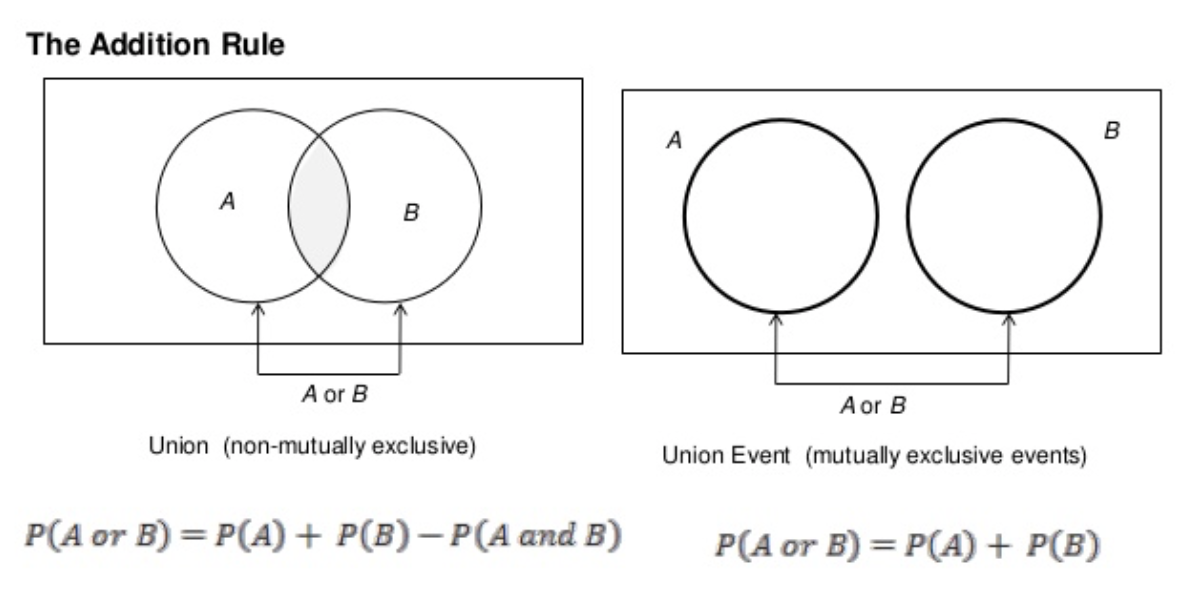 The Addition Rule
A
B
A or B
Union (non-mutually exclusive)
P(A or B) = P(A) + P(B) – P(A and B)
A
B
A or B
Union Event (mutually exclusive events)
P(A or B) = P(A) + P(B)